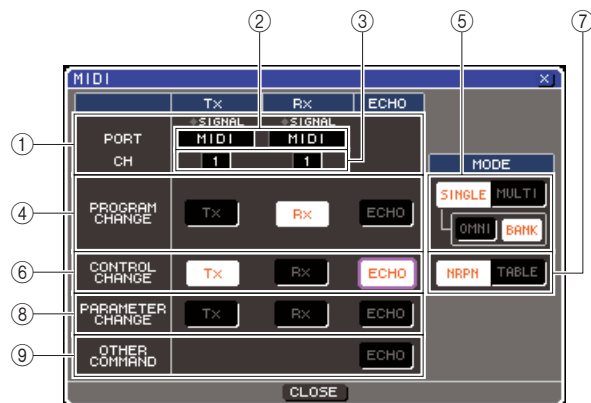 ② ③ ⑤ ⑦
MIDI ×
Tx Rx ECHO
SIGNAL SIGNAL
① PORT MIDI MIDI
CH 1 1
MODE
④ PROGRAM CHANGE Tx Rx ECHO
SINGLE MULTI
OMNI BANK
⑥ CONTROL CHANGE Tx Rx ECHO NRPN TABLE
⑧ PARAMETER CHANGE Tx Rx ECHO
⑨ OTHER COMMAND ECHO
CLOSE